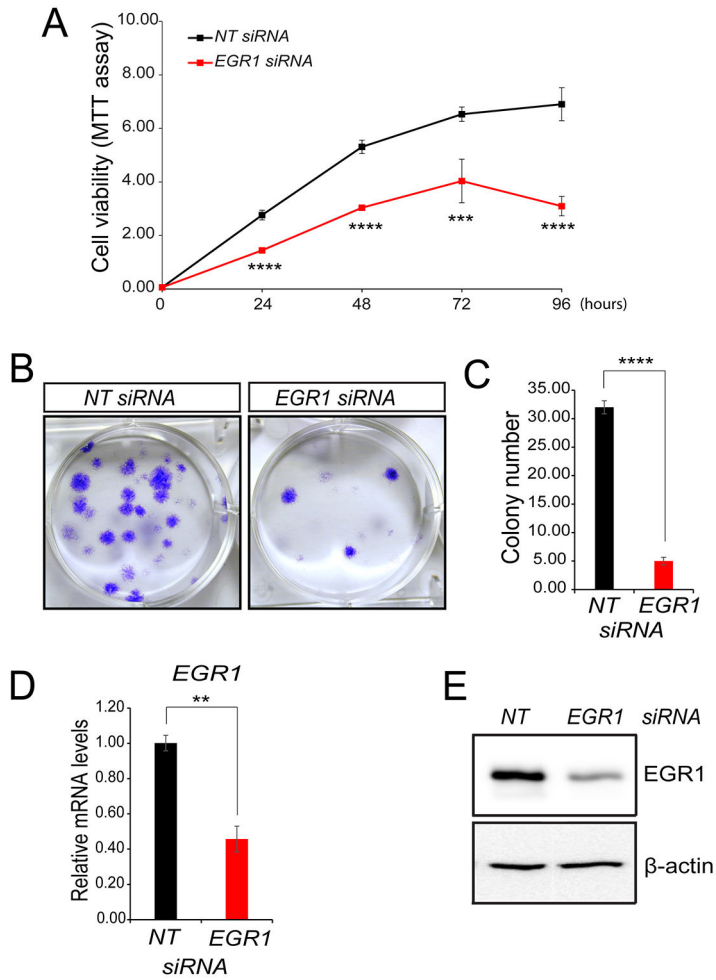 A
Cell viability (MTT assay)
10.00
8.00
6.00
4.00
2.00
0.00
NT siRNA
EGR1 siRNA
****
****
***
****
0 24 48 72 96 (hours)
B
NT siRNA EGR1 siRNA
C
****
Colony number
35.00
30.00
25.00
20.00
15.00
10.00
5.00
0.00
NT EGR1
siRNA
D
EGR1
**
Relative mRNA levels
1.20
1.00
0.80
0.60
0.40
0.20
0.00
NT EGR1
siRNA
E
NT EGR1 siRNA
EGR1
β-actin